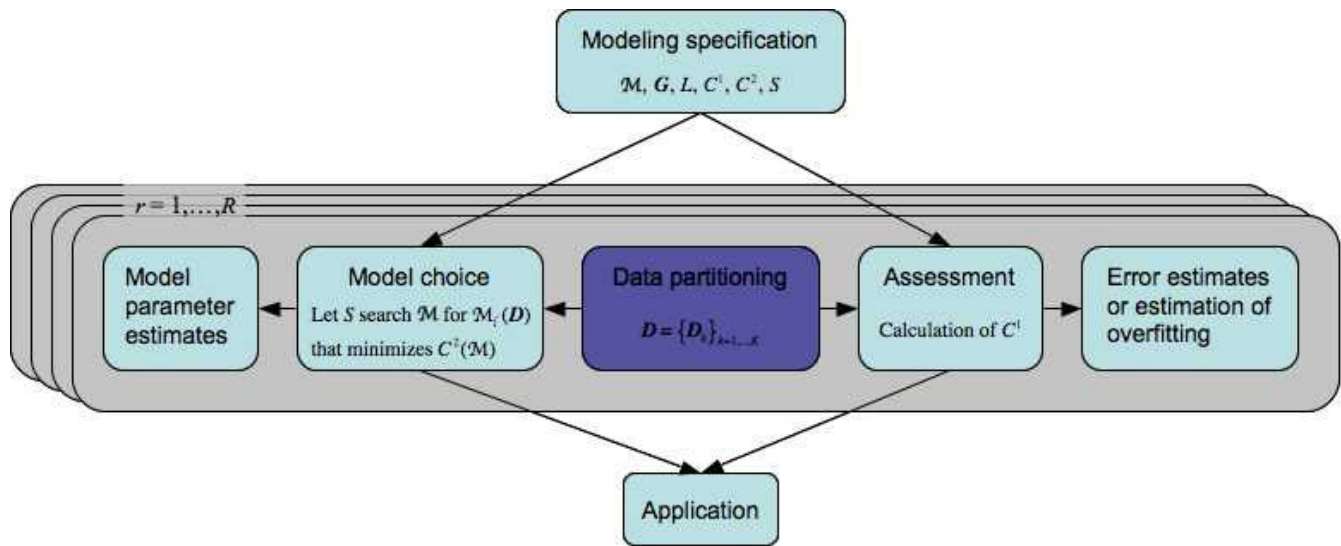 Modeling specification
ℳ, G, L, C¹, C², S
r = 1,...,R
Model
parameter
estimates
Model choice
Let S search ℳ for ℳᵢ(D)
that minimizes C²(ℳ)
Data partitioning
D = {Dₖ}ₖ₌₁,...,K
Assessment
Calculation of C¹
Error estimates
or estimation of
overfitting
Application